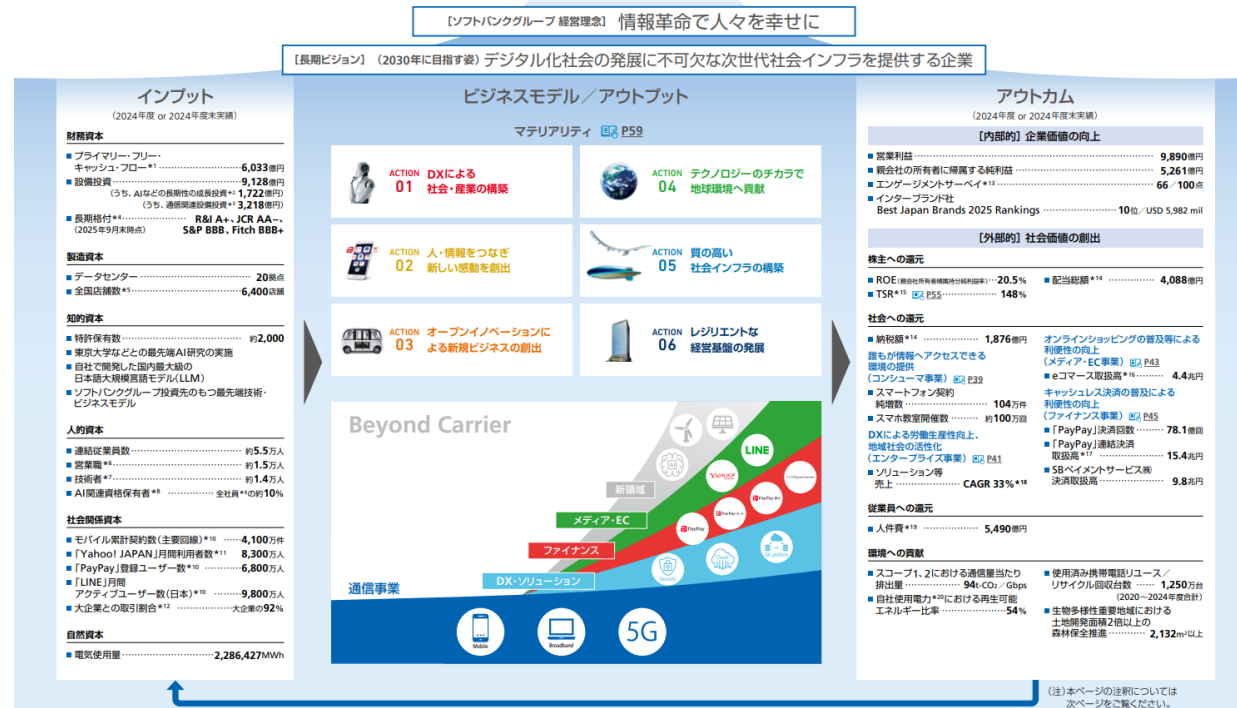 [ソフトバンクグループ 経営理念] 情報革命で人々を幸せに
[長期ビジョン] (2030年に目指す姿) デジタル化社会の発展に不可欠な次世代社会インフラを提供する企業
インプット
(2024年度 or 2024年度末実績)
財務資本
■ プライマリー・フリー・
キャッシュ・フロー*1 ……6,033億円
■ 設備投資 ……9,128億円
(うち、AIなどの長期性の成長投資*2 1,722億円)
(うち、通信関連設備投資*3 3,218億円)
■ 長期格付*4 …… R&I A+、JCR AA−、
(2025年9月末時点) S&P BBB、Fitch BBB+
製造資本
■ データセンター …… 20拠点
■ 全国店舗数*5 ……6,400店舗
知的資本
■ 特許保有数 …… 約2,000
■ 東京大学などとの最先端AI研究の実施
■ 自社で開発した国内最大級の
日本語大規模言語モデル(LLM)
■ ソフトバンクグループ投資先のもつ最先端技術・
ビジネスモデル
人的資本
■ 連結従業員数 …… 約5.5万人
■ 営業職*6 …… 約1.5万人
■ 技術者*7 …… 約1.4万人
■ AI関連資格保有者*8 …… 全社員*9の約10%
社会関係資本
■ モバイル累計契約数(主要回線)*10 ……4,100万件
■ 「Yahoo! JAPAN」月間利用者数*11 8,300万人
■ 「PayPay」登録ユーザー数*10 ……6,800万人
■ 「LINE」月間
アクティブユーザー数(日本)*10 ……9,800万人
■ 大企業との取引割合*12 ……大企業の92%
自然資本
■ 電気使用量 ……2,286,427MWh
ビジネスモデル／アウトプット
マテリアリティ P59
ACTION 01 DXによる
社会・産業の構築
ACTION 04 テクノロジーのチカラで
地球環境へ貢献
ACTION 02 人・情報をつなぎ
新しい感動を創出
ACTION 05 質の高い
社会インフラの構築
ACTION 03 オープンイノベーションに
よる新規ビジネスの創出
ACTION 06 レジリエントな
経営基盤の発展
Beyond Carrier
AI
新領域
LINE
YAHOO!
メディア・EC
PayPay
PayPay
PayPay
ファイナンス
DX・ソリューション
Security
Cloud
通信事業
Mobile
Broadband
5G
アウトカム
(2024年度 or 2024年度末実績)
[内部的] 企業価値の向上
■ 営業利益 …… 9,890億円
■ 親会社の所有者に帰属する純利益 …… 5,261億円
■ エンゲージメントサーベイ*13 …… 66／100点
■ インターブランド社
Best Japan Brands 2025 Rankings …… 10位／USD 5,982 mil
[外部的] 社会価値の創出
株主への還元
■ ROE(親会社所有者帰属持分純利益率)…20.5%
■ TSR*15 P55…… 148%
■ 配当総額*14 …… 4,088億円
社会への還元
■ 納税額*14 …… 1,876億円
誰もが情報へアクセスできる
環境の提供
(コンシューマ事業) P39
■ スマートフォン契約
純増数 …… 104万件
■ スマホ教室開催数 …… 約100万回
DXによる労働生産性向上、
地域社会の活性化
(エンタープライズ事業) P41
■ ソリューション等
売上 …… CAGR 33%*18
オンラインショッピングの普及等による
利便性の向上
(メディア・EC事業) P43
■ eコマース取扱高*16 …… 4.4兆円
キャッシュレス決済の普及による
利便性の向上
(ファイナンス事業) P45
■ 「PayPay」決済回数 …… 78.1億回
■ 「PayPay」連結決済
取扱高*17 …… 15.4兆円
■ SBペイメントサービス㈱
決済取扱高 …… 9.8兆円
従業員への還元
■ 人件費*19 …… 5,490億円
環境への貢献
■ スコープ1、2における通信量当たり
排出量 …… 94t-CO₂／Gbps
■ 自社使用電力*20における再生可能
エネルギー比率 ……54%
■ 使用済み携帯電話リユース／
リサイクル回収台数 …… 1,250万台
(2020〜2024年度合計)
■ 生物多様性重要地域における
土地開発面積2倍以上の
森林保全推進 …… 2,132m²以上
(注)本ページの注釈については
次ページをご覧ください。